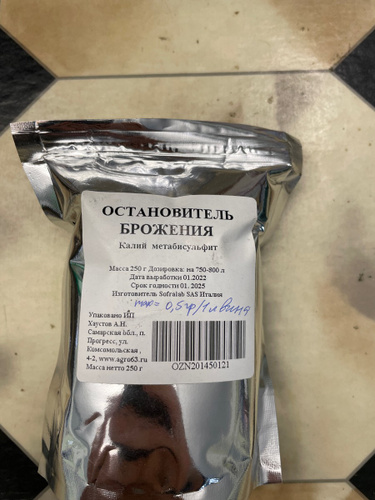 ОСТАНОВИТЕЛЬ
БРОЖЕНИЯ
Калий метабисульфит
Масса 250 г Дозировка: на 750-800 л
Дата выработки 01.2022
Срок годности 01. 2025
Изготовитель Sofralab SAS Италия
max= 0,5гр/1л вина
Упаковано ИП
Хаустов А.Н.
Самарская обл., п.
Прогресс, ул.
Комсомольская ,
4-2, www.agro63.ru
Масса нетто 250 г
OZN201450121